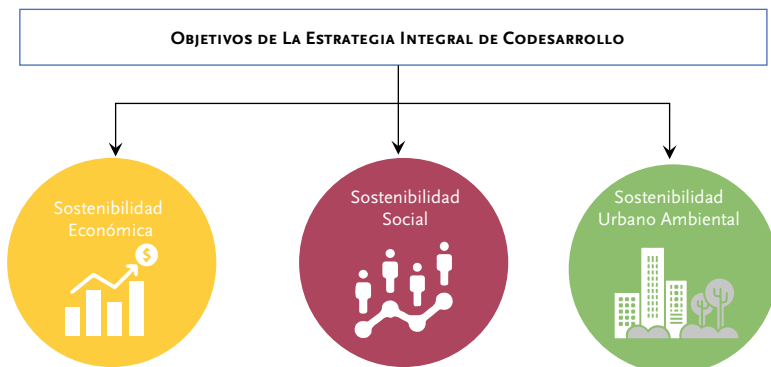 Objetivos de La Estrategia Integral de Codesarrollo
Sostenibilidad
Económica
$
Sostenibilidad
Social
Sostenibilidad
Urbano Ambiental